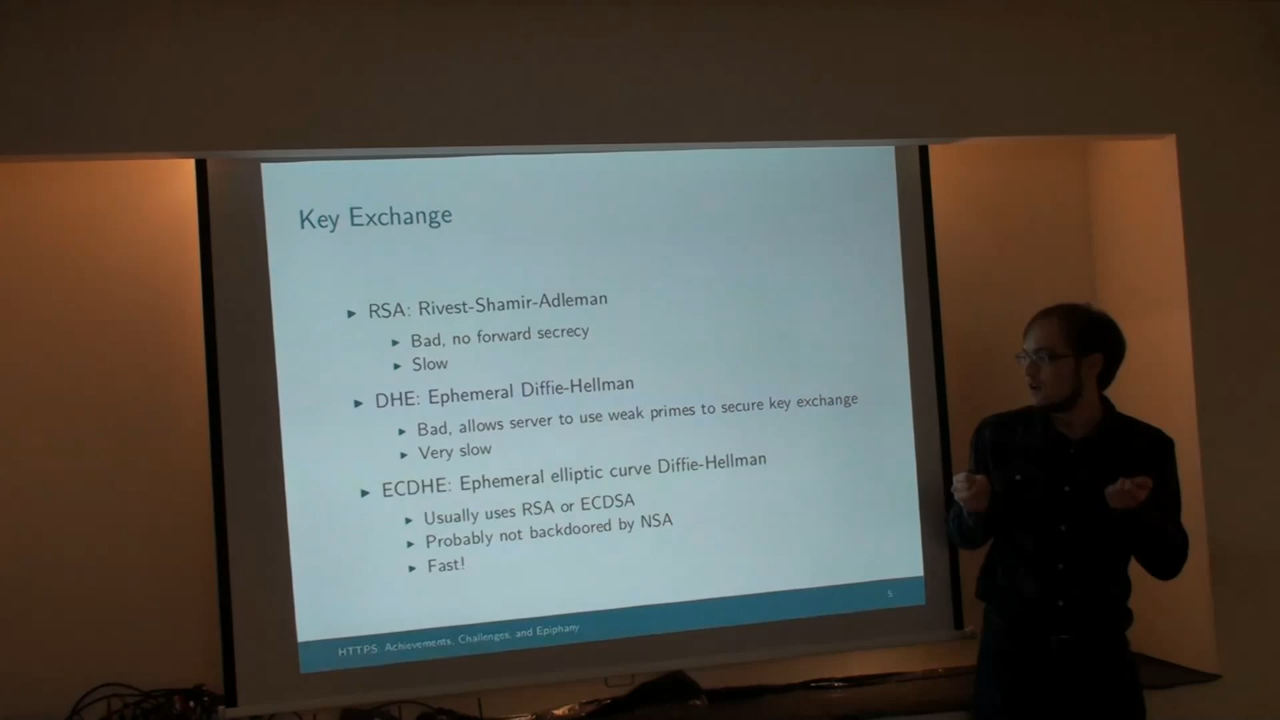 Key Exchange
RSA: Rivest-Shamir-Adleman
Bad, no forward secrecy
Slow
DHE: Ephemeral Diffie-Hellman
Bad, allows server to use weak primes to secure key exchange
Very slow
ECDHE: Ephemeral elliptic curve Diffie-Hellman
Usually uses RSA or ECDSA
Probably not backdoored by NSA
Fast!
5
HTTPS: Achievements, Challenges, and Epiphany